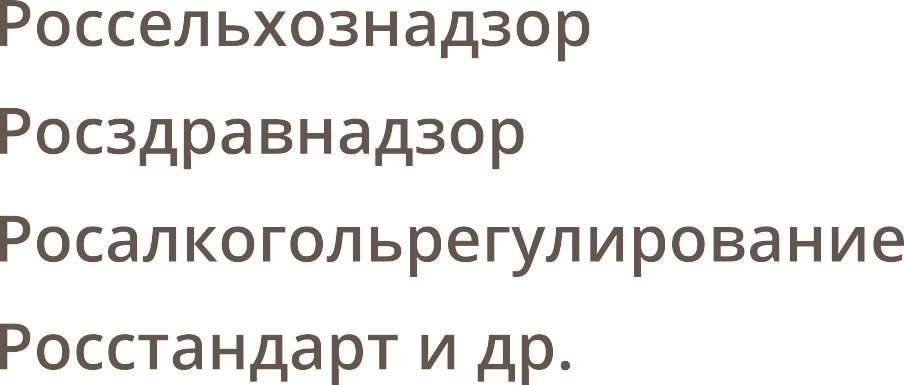 Россельхознадзор
Росздравнадзор
Росалкогольрегулирование
Росстандарт и др.